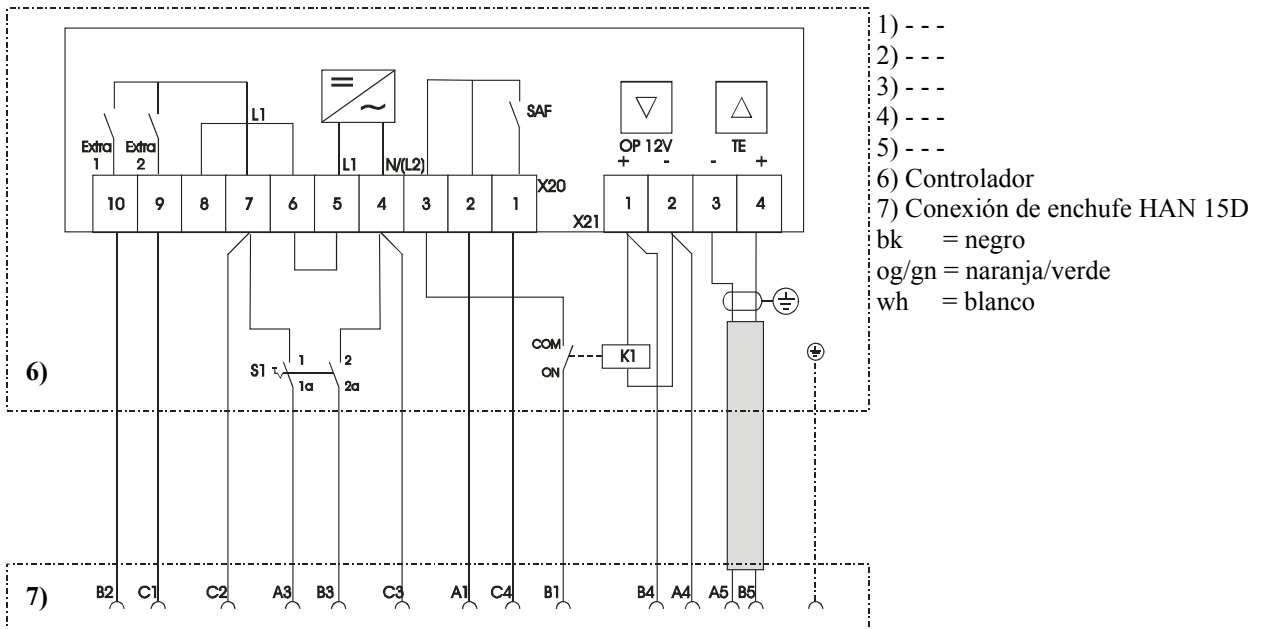 1) - - -
2) - - -
3) - - -
4) - - -
5) - - -
6) Controlador
7) Conexión de enchufe HAN 15D
bk = negro
og/gn = naranja/verde
wh = blanco
L1
SAF
Extra 1
Extra 2
OP 12V
+ -
TE
- +
L1
N/(L2)
X20
10 9 8 7 6 5 4 3 2 1
X21
1 2 3 4
COM
K1
ON
S1
1 2
1a 2a
6)
7)
B2 C1 C2 A3 B3 C3 A1 C4 B1 B4 A4 A5 B5